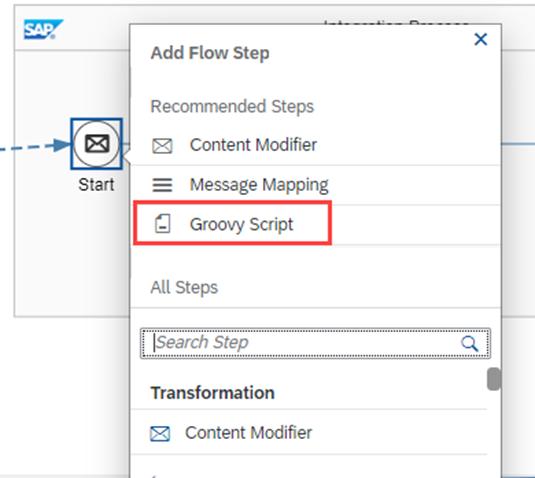 SAP
Integration Process
Add Flow Step
Recommended Steps
Content Modifier
Message Mapping
Start
Groovy Script
All Steps
Search Step
Transformation
Content Modifier